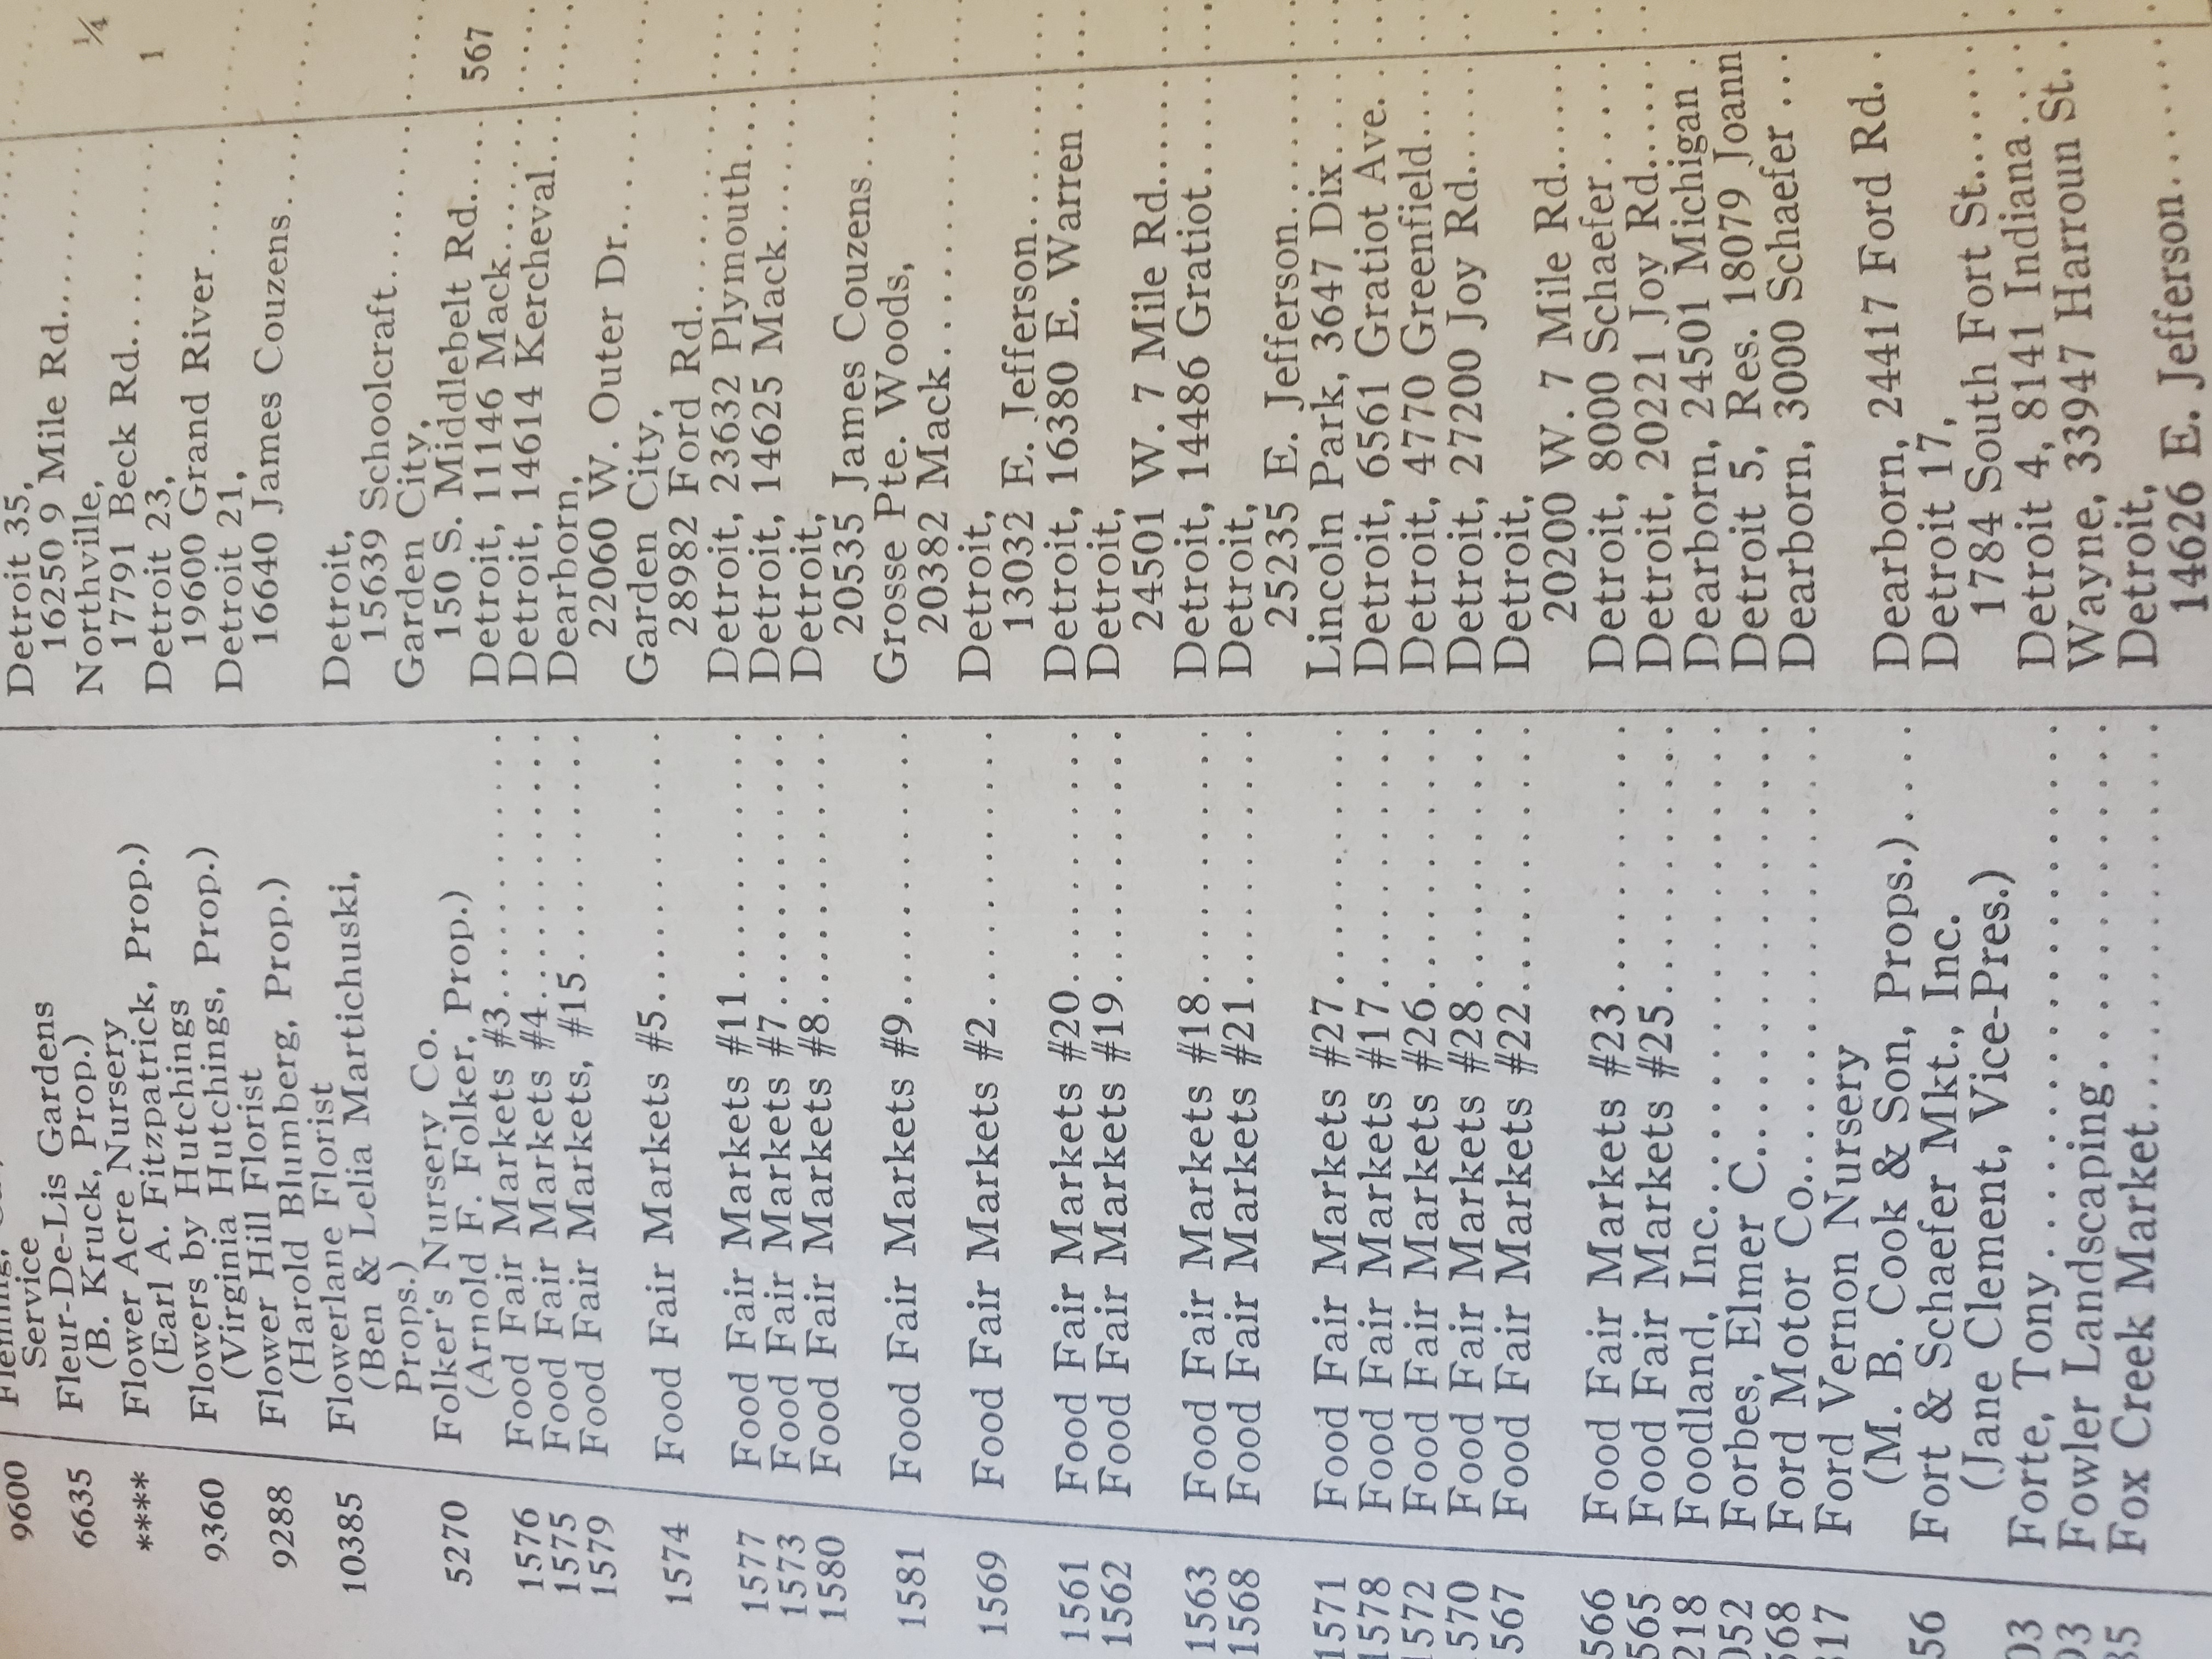 Service
9600
6635 Fleur-De-Lis Gardens Detroit 35,
(B. Kruck, Prop.) 16250 9 Mile Rd....... ¼
**** Flower Acre Nursery Northville,
(Earl A. Fitzpatrick, Prop.) 17791 Beck Rd........ 1
9360 Flowers by Hutchings Detroit 23,
(Virginia Hutchings, Prop.) 19600 Grand River......
9288 Flower Hill Florist Detroit 21,
(Harold Blumberg, Prop.) 16640 James Couzens....
10385 Flowerlane Florist
(Ben & Lelia Martichuski, Detroit,
Props.) 15639 Schoolcraft.......
5270 Folker's Nursery Co. Garden City,
(Arnold F. Folker, Prop.) 150 S. Middlebelt Rd.... 567
1576 Food Fair Markets #3............ Detroit, 11146 Mack.......
1575 Food Fair Markets #4............ Detroit, 14614 Kercheval...
1579 Food Fair Markets, #15.......... Dearborn,
22060 W. Outer Dr.....
1574 Food Fair Markets #5............ Garden City,
28982 Ford Rd.......
1577 Food Fair Markets #11........... Detroit, 23632 Plymouth...
1573 Food Fair Markets #7............ Detroit, 14625 Mack......
1580 Food Fair Markets #8............ Detroit,
20535 James Couzens....
1581 Food Fair Markets #9............ Grosse Pte. Woods,
20382 Mack..........
1569 Food Fair Markets #2............ Detroit,
13032 E. Jefferson......
1561 Food Fair Markets #20........... Detroit, 16380 E. Warren ...
1562 Food Fair Markets #19........... Detroit,
24501 W. 7 Mile Rd.....
1563 Food Fair Markets #18........... Detroit, 14486 Gratiot.....
1568 Food Fair Markets #21........... Detroit,
25235 E. Jefferson......
1571 Food Fair Markets #27........... Lincoln Park, 3647 Dix....
1578 Food Fair Markets #17........... Detroit, 6561 Gratiot Ave..
1572 Food Fair Markets #26........... Detroit, 4770 Greenfield...
1570 Food Fair Markets #28........... Detroit, 27200 Joy Rd.....
567 Food Fair Markets #22........... Detroit,
20200 W. 7 Mile Rd.....
566 Food Fair Markets #23........... Detroit, 8000 Schaefer.....
565 Food Fair Markets #25........... Detroit, 20221 Joy Rd.....
218 Foodland, Inc................... Dearborn, 24501 Michigan .
052 Forbes, Elmer C................. Detroit 5, Res. 18079 Joann
568 Ford Motor Co................... Dearborn, 3000 Schaefer ...
317 Ford Vernon Nursery
(M. B. Cook & Son, Props.).... Dearborn, 24417 Ford Rd...
56 Fort & Schaefer Mkt., Inc. Detroit 17,
(Jane Clement, Vice-Pres.) 1784 South Fort St.....
03 Forte, Tony .................... Detroit 4, 8141 Indiana....
93 Fowler Landscaping.............. Wayne, 33947 Harroun St..
35 Fox Creek Market................ Detroit,
14626 E. Jefferson......